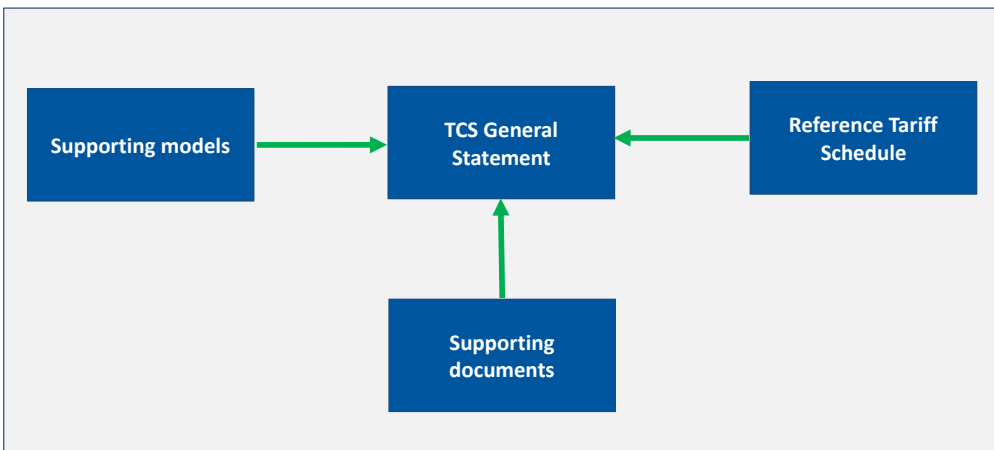 Supporting models
TCS General
Statement
Reference Tariff
Schedule
Supporting
documents